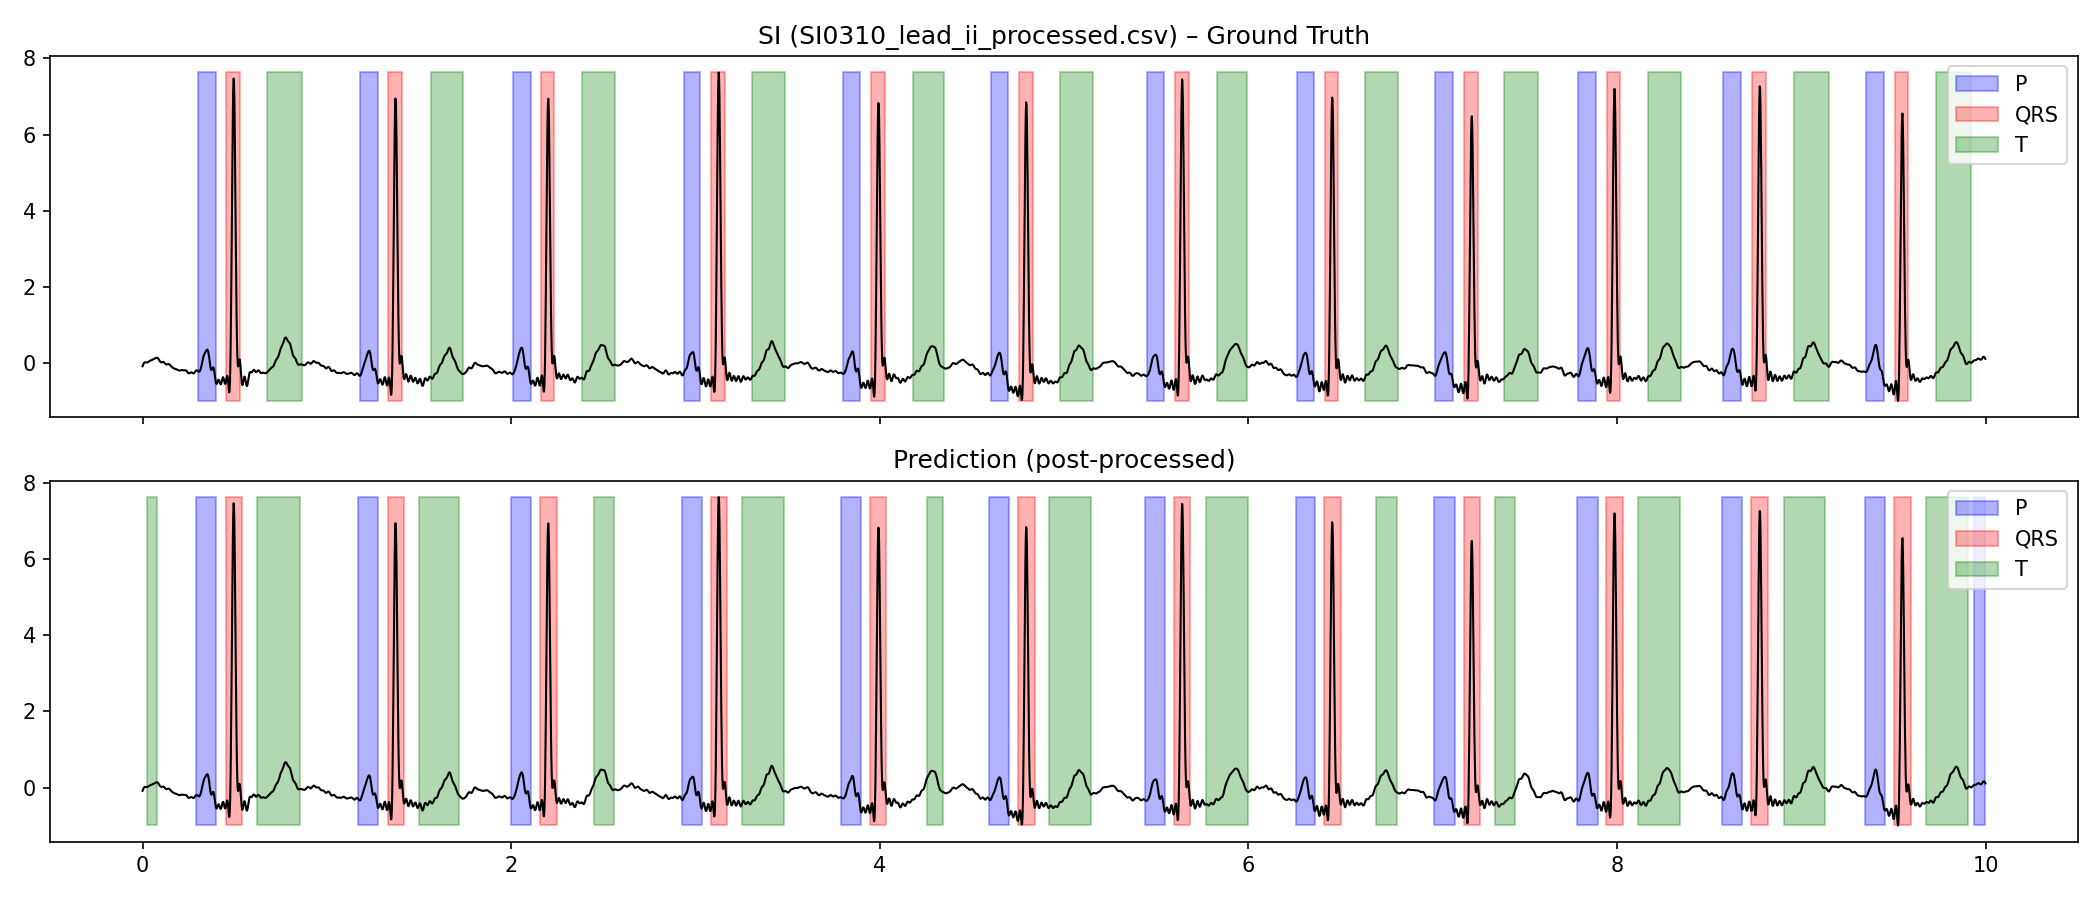 SI (SI0310_lead_ii_processed.csv) – Ground Truth
8
6
4
2
0
P
QRS
T
Prediction (post-processed)
8
6
4
2
0
P
QRS
T
0 2 4 6 8 10